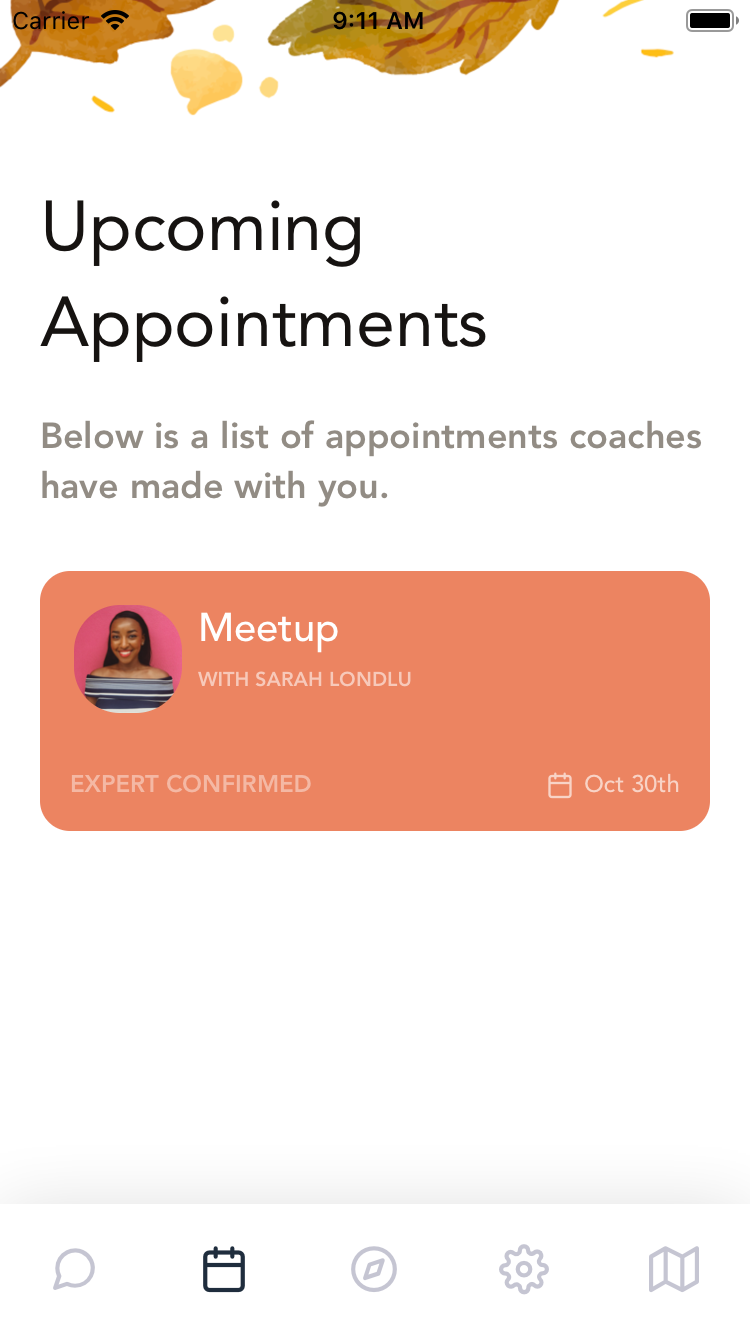 Carrier 9:11 AM
Upcoming
Appointments
Below is a list of appointments coaches
have made with you.
Meetup
WITH SARAH LONDLU
EXPERT CONFIRMED Oct 30th